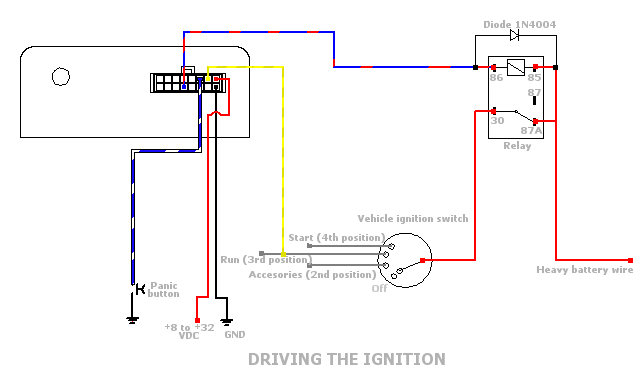 Diode 1N4004
86
85
87
30
87A
Relay
Vehicle ignition switch
Start (4th position)
Run (3rd position)
Accesories (2nd position)
Off
Heavy battery wire
Panic
button
+8 to +32
VDC
GND
DRIVING THE IGNITION